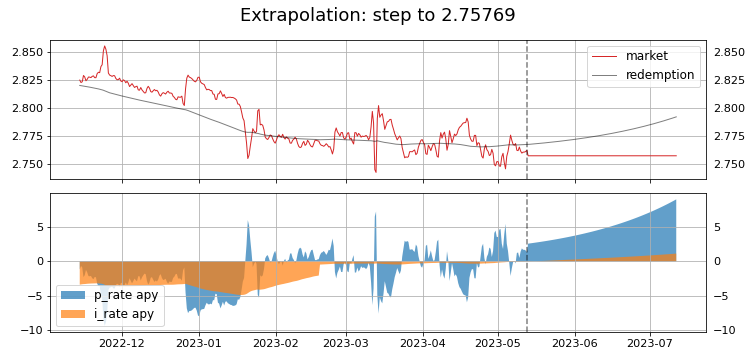 Extrapolation: step to 2.75769
2.850 2.850
2.825 2.825
2.800 2.800
2.775 2.775
2.750 2.750
market
redemption
5 5
0 0
−5 −5
−10 −10
p_rate apy
i_rate apy
2022-12 2023-01 2023-02 2023-03 2023-04 2023-05 2023-06 2023-07